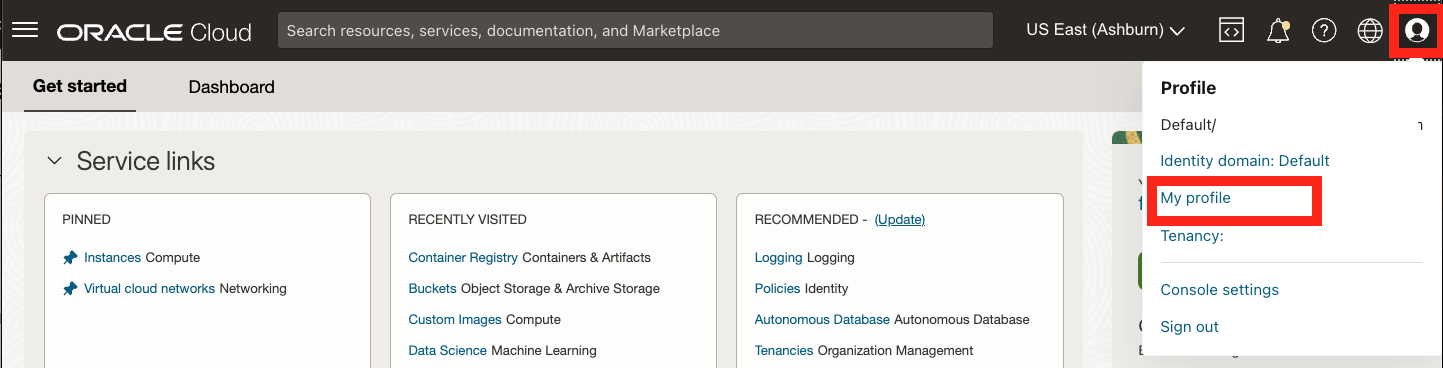 ORACLE Cloud
Search resources, services, documentation, and Marketplace
US East (Ashburn)
Get started
Dashboard
Service links
PINNED
Instances Compute
Virtual cloud networks Networking
RECENTLY VISITED
Container Registry Containers & Artifacts
Buckets Object Storage & Archive Storage
Custom Images Compute
Data Science Machine Learning
RECOMMENDED - (Update)
Logging Logging
Policies Identity
Autonomous Database Autonomous Database
Tenancies Organization Management
Profile
Default/
Identity domain: Default
My profile
Tenancy:
Console settings
Sign out